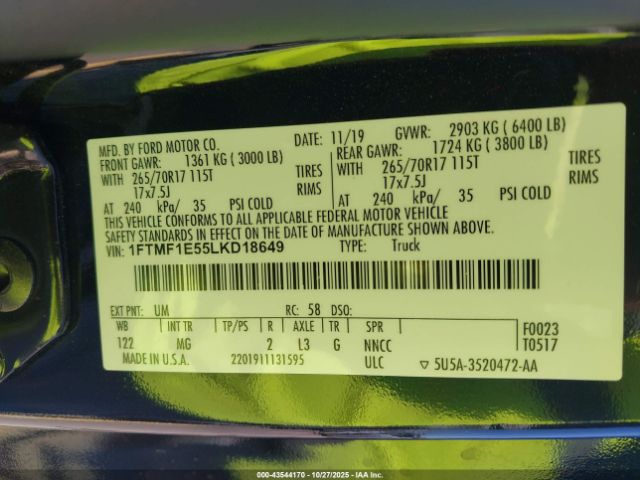 MFD. BY FORD MOTOR CO. DATE: 11/19 GVWR: 2903 KG ( 6400 LB)
FRONT GAWR: 1361 KG ( 3000 LB) REAR GAWR: 1724 KG ( 3800 LB)
WITH 265/70R17 115T TIRES WITH 265/70R17 115T TIRES
17x7.5J RIMS 17x7.5J RIMS
AT 240 kPa/ 35 PSI COLD AT 240 kPa/ 35 PSI COLD
THIS VEHICLE CONFORMS TO ALL APPLICABLE FEDERAL MOTOR VEHICLE
SAFETY STANDARDS IN EFFECT ON THE DATE OF MANUFACTURE SHOWN ABOVE.
VIN: 1FTMF1E55LKD18649 TYPE: Truck
EXT PNT: UM RC: 58 DSO:
WB INT TR TP/PS R AXLE TR SPR F0023
122 MG 2 L3 G NNCC T0517
MADE IN U.S.A. 2201911131595 ULC ▽ 5U5A-3520472-AA
000-43544170 | 10/27/2025 - IAAI.COM